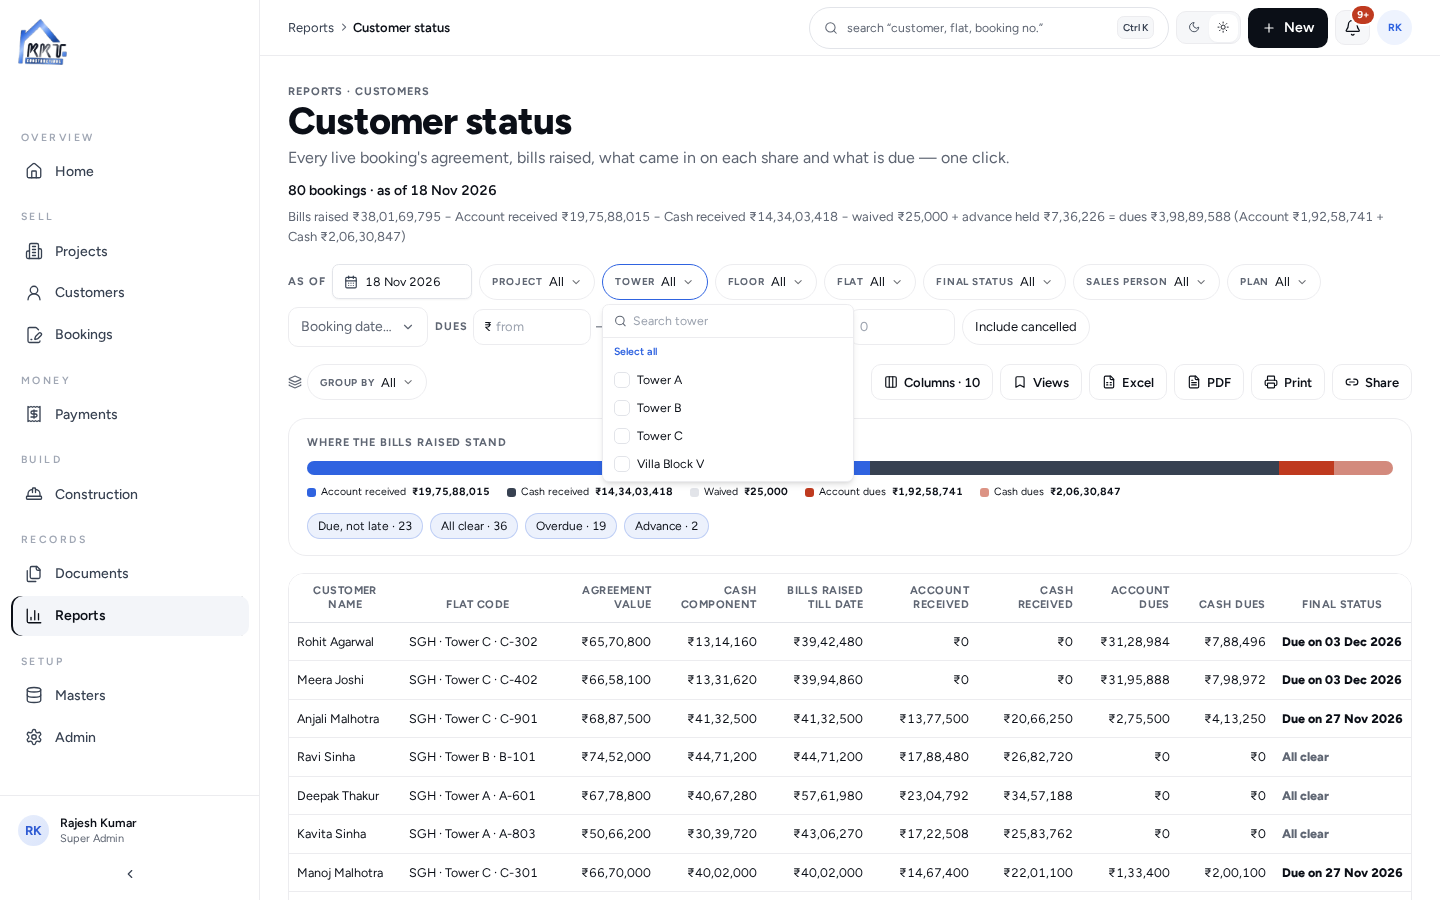 RKT
CONSTRUCTIONS
Reports > Customer status
search “customer, flat, booking no.”
Ctrl K
+ New
9+
RK
OVERVIEW
Home
SELL
Projects
Customers
Bookings
MONEY
Payments
BUILD
Construction
RECORDS
Documents
Reports
SETUP
Masters
Admin
RK
Rajesh Kumar
Super Admin
REPORTS · CUSTOMERS
Customer status
Every live booking's agreement, bills raised, what came in on each share and what is due — one click.
80 bookings · as of 18 Nov 2026
Bills raised ₹38,01,69,795 − Account received ₹19,75,88,015 − Cash received ₹14,34,03,418 − waived ₹25,000 + advance held ₹7,36,226 = dues ₹3,98,89,588 (Account ₹1,92,58,741 +
Cash ₹2,06,30,847)
AS OF 18 Nov 2026 PROJECT All TOWER All FLOOR All FLAT All FINAL STATUS All SALES PERSON All PLAN All
Booking date... DUES ₹ from – 0 Include cancelled
Search tower
Select all
Tower A
Tower B
Tower C
Villa Block V
GROUP BY All Columns · 10 Views Excel PDF Print Share
WHERE THE BILLS RAISED STAND
Account received ₹19,75,88,015 Cash received ₹14,34,03,418 Waived ₹25,000 Account dues ₹1,92,58,741 Cash dues ₹2,06,30,847
Due, not late · 23 All clear · 36 Overdue · 19 Advance · 2
CUSTOMER NAME FLAT CODE AGREEMENT VALUE CASH COMPONENT BILLS RAISED TILL DATE ACCOUNT RECEIVED CASH RECEIVED ACCOUNT DUES CASH DUES FINAL STATUS
Rohit Agarwal SGH · Tower C · C-302 ₹65,70,800 ₹13,14,160 ₹39,42,480 ₹0 ₹0 ₹31,28,984 ₹7,88,496 Due on 03 Dec 2026
Meera Joshi SGH · Tower C · C-402 ₹66,58,100 ₹13,31,620 ₹39,94,860 ₹0 ₹0 ₹31,95,888 ₹7,98,972 Due on 03 Dec 2026
Anjali Malhotra SGH · Tower C · C-901 ₹68,87,500 ₹41,32,500 ₹41,32,500 ₹13,77,500 ₹20,66,250 ₹2,75,500 ₹4,13,250 Due on 27 Nov 2026
Ravi Sinha SGH · Tower B · B-101 ₹74,52,000 ₹44,71,200 ₹44,71,200 ₹17,88,480 ₹26,82,720 ₹0 ₹0 All clear
Deepak Thakur SGH · Tower A · A-601 ₹67,78,800 ₹40,67,280 ₹57,61,980 ₹23,04,792 ₹34,57,188 ₹0 ₹0 All clear
Kavita Sinha SGH · Tower A · A-803 ₹50,66,200 ₹30,39,720 ₹43,06,270 ₹17,22,508 ₹25,83,762 ₹0 ₹0 All clear
Manoj Malhotra SGH · Tower C · C-301 ₹66,70,000 ₹40,02,000 ₹40,02,000 ₹14,67,400 ₹22,01,100 ₹1,33,400 ₹2,00,100 Due on 27 Nov 2026